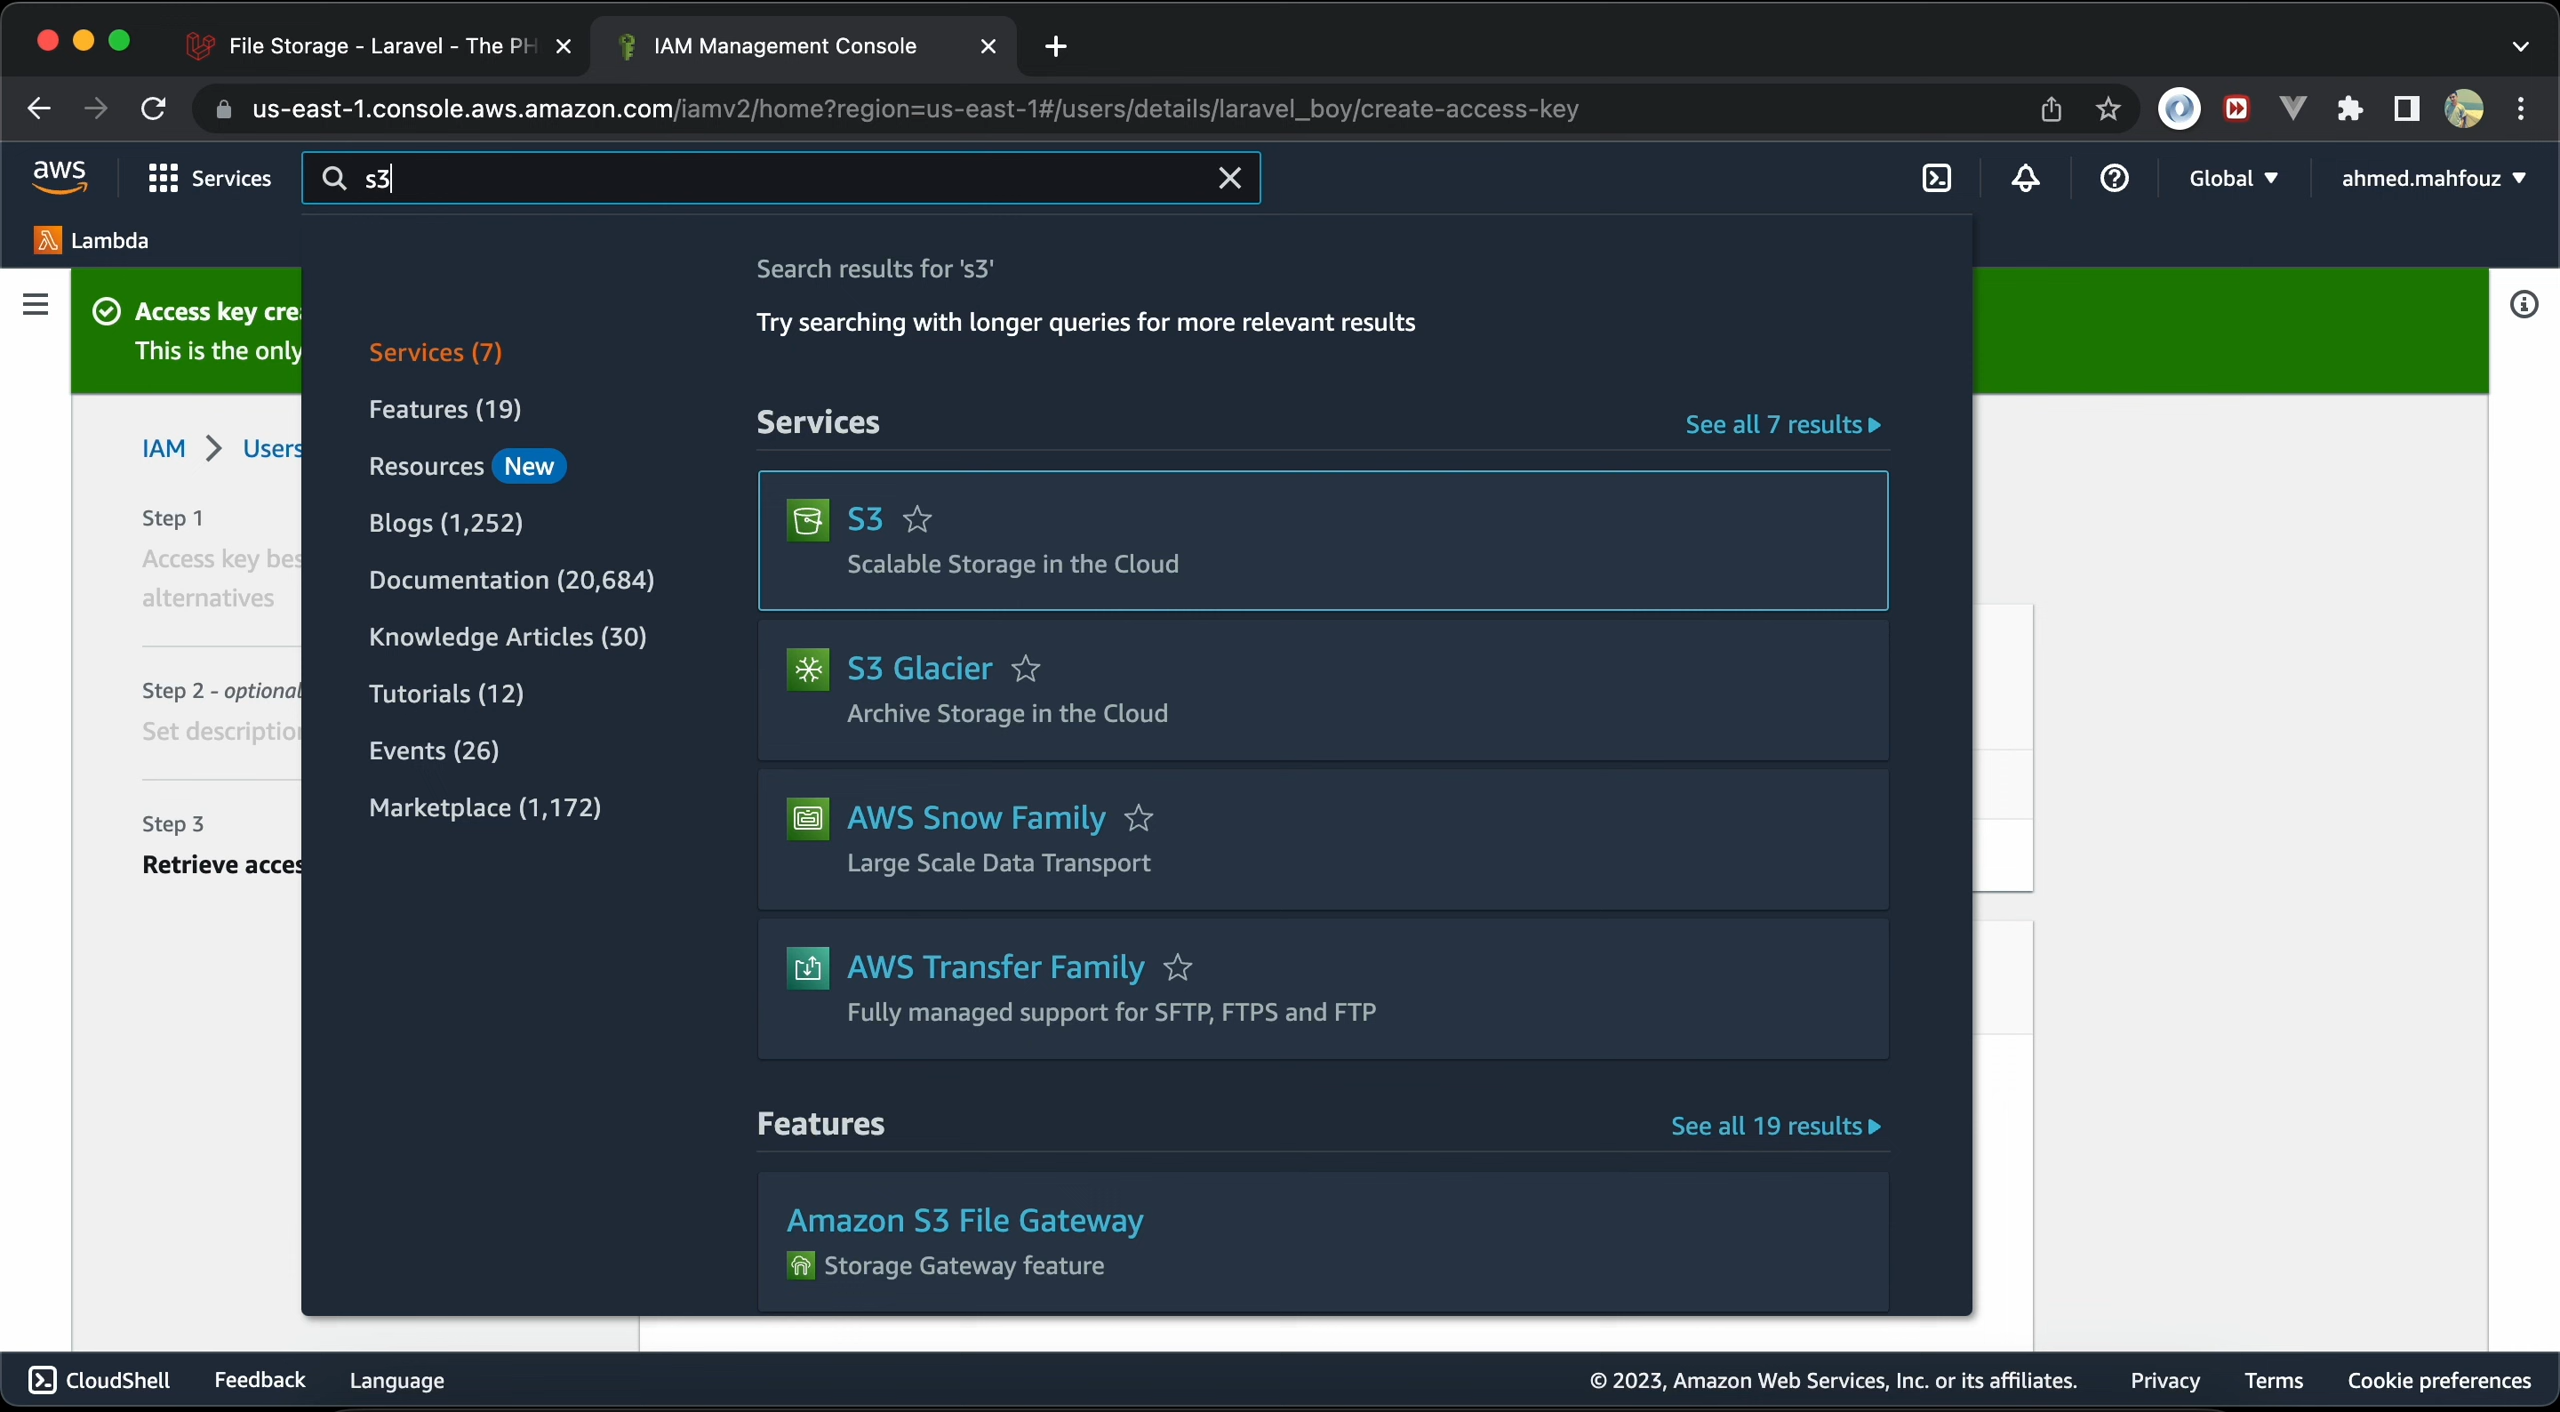 File Storage - Laravel - The PH
IAM Management Console
us-east-1.console.aws.amazon.com/iamv2/home?region=us-east-1#/users/details/laravel_boy/create-access-key
aws
Services
s3
Global
ahmed.mahfouz
Lambda
Access key crea
This is the only
IAM > Users
Step 1
Access key bes
alternatives
Step 2 - optional
Set description
Step 3
Retrieve acces
Services (7)
Features (19)
Resources New
Blogs (1,252)
Documentation (20,684)
Knowledge Articles (30)
Tutorials (12)
Events (26)
Marketplace (1,172)
Search results for 's3'
Try searching with longer queries for more relevant results
Services
See all 7 results
S3
Scalable Storage in the Cloud
S3 Glacier
Archive Storage in the Cloud
AWS Snow Family
Large Scale Data Transport
AWS Transfer Family
Fully managed support for SFTP, FTPS and FTP
Features
See all 19 results
Amazon S3 File Gateway
Storage Gateway feature
CloudShell
Feedback
Language
© 2023, Amazon Web Services, Inc. or its affiliates.
Privacy
Terms
Cookie preferences